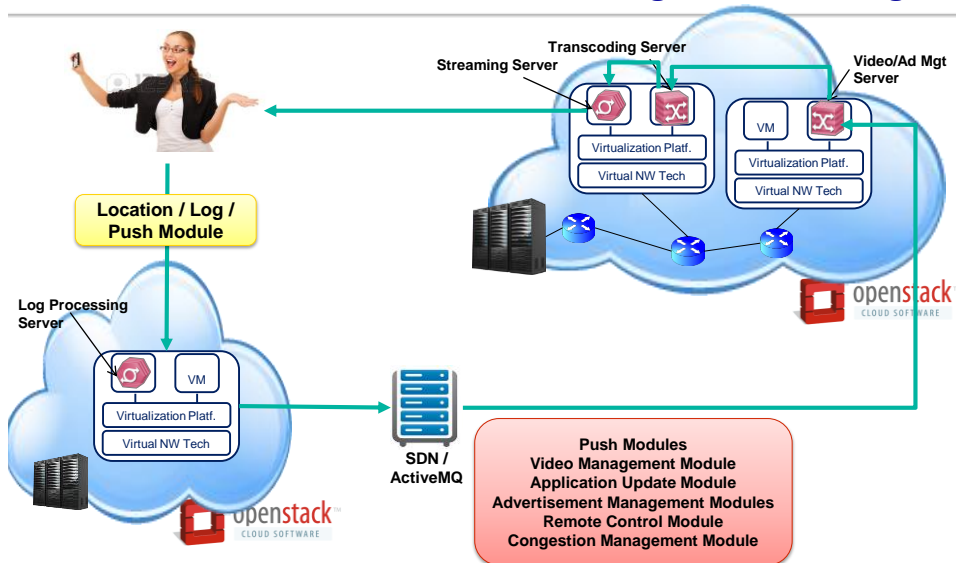 Transcoding Server
Streaming Server
Video/Ad Mgt
Server
VM
Virtualization Platf.
Virtual NW Tech
Virtualization Platf.
Virtual NW Tech
Location / Log /
Push Module
openstack
CLOUD SOFTWARE
Log Processing
Server
VM
Virtualization Platf.
Virtual NW Tech
SDN /
ActiveMQ
Push Modules
Video Management Module
Application Update Module
Advertisement Management Modules
Remote Control Module
Congestion Management Module
openstack™
CLOUD SOFTWARE